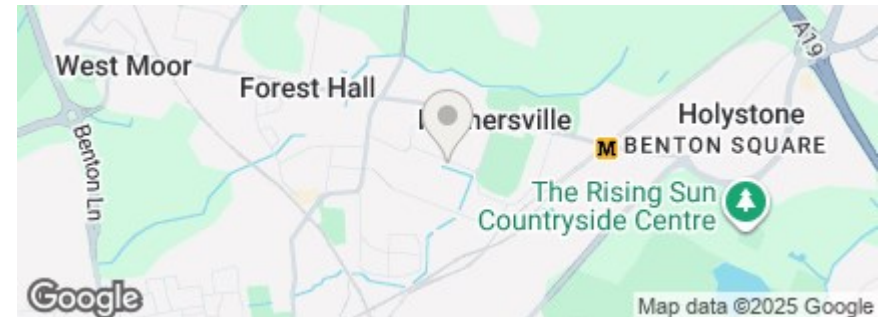 A19
West Moor
Forest Hall
Holystone
M BENTON SQUARE
Benton Ln
The Rising Sun
Countryside Centre
Google
Map data ©2025 Google